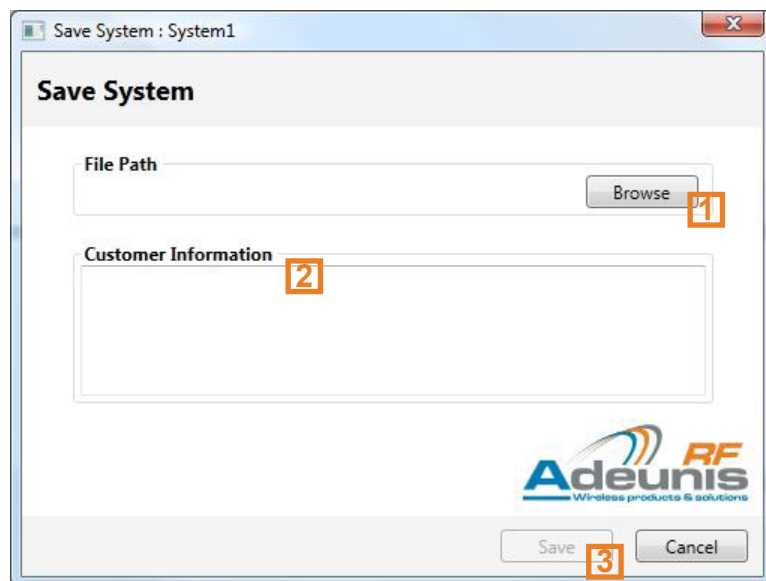 Save System : System1
Save System
File Path
Browse
1
Customer Information
2
RF
Adeunis
Wireless products & solutions
Save
3
Cancel